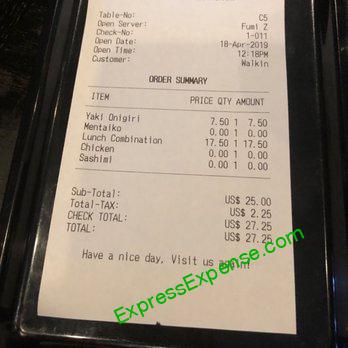 Table-No: C5
Open Server: Fumi Z
Check-No: 1-011
Open Date: 18-Apr-2019
Open Time: 12:18PM
Customer: Walkin
ORDER SUMMARY
ITEM PRICE QTY AMOUNT
Yaki Onigiri 7.50 1 7.50
Mentaiko 0.00 1 0.00
Lunch Combination 17.50 1 17.50
Chicken 0.00 1 0.00
Sashimi 0.00 1 0.00
Sub-Total: US$ 25.00
Total-TAX: US$ 2.25
CHECK TOTAL: US$ 27.25
TOTAL: US$ 27.25
Have a nice day, Visit us again!
ExpressExpense.com